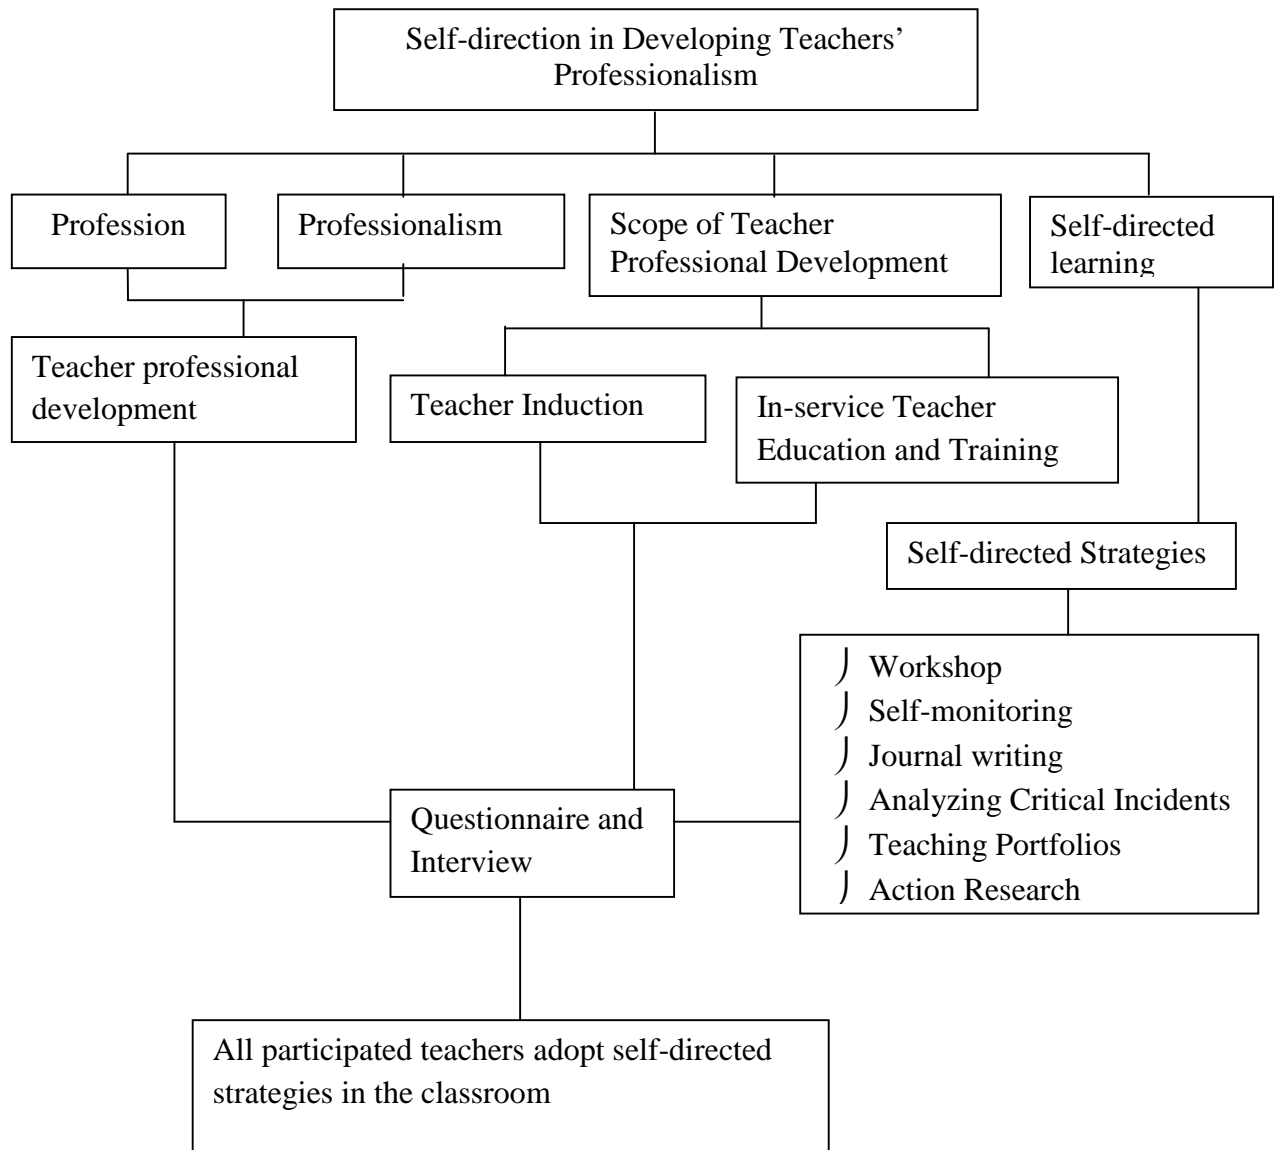 Self-direction in Developing Teachers’
Professionalism
Profession
Professionalism
Scope of Teacher
Professional Development
Self-directed
learning
Teacher professional
development
Teacher Induction
In-service Teacher
Education and Training
Self-directed Strategies
Workshop
Self-monitoring
Journal writing
Analyzing Critical Incidents
Teaching Portfolios
Action Research
Questionnaire and
Interview
All participated teachers adopt self-directed
strategies in the classroom